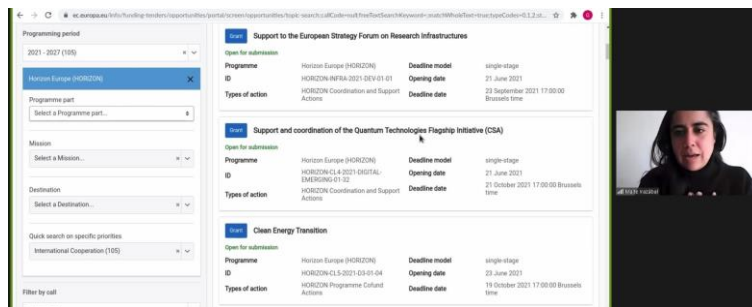 ec.europa.eu/info/funding-tenders/opportunities/portal/screen/opportunities/topic-search;callCode=null;freeTextSearchKeyword=;matchWholeText=true;typeCodes=0,1,2
Programming period
2021 - 2027 (105)
Horizon Europe (HORIZON)
Programme part
Select a Programme part...
Mission
Select a Mission...
Destination
Select a Destination...
Quick search on specific priorities
International Cooperation (105)
Filter by call
Grant Support to the European Strategy Forum on Research Infrastructures
Open for submission
Programme Horizon Europe (HORIZON) Deadline model single-stage
ID HORIZON-INFRA-2021-DEV-01-01 Opening date 21 June 2021
Types of action HORIZON Coordination and Support Actions Deadline date 23 September 2021 17:00:00 Brussels time
Grant Support and coordination of the Quantum Technologies Flagship Initiative (CSA)
Open for submission
Programme Horizon Europe (HORIZON) Deadline model single-stage
ID HORIZON-CL4-2021-DIGITAL-EMERGING-01-32 Opening date 21 June 2021
Types of action HORIZON Coordination and Support Actions Deadline date 21 October 2021 17:00:00 Brussels time
Grant Clean Energy Transition
Open for submission
Programme Horizon Europe (HORIZON) Deadline model single-stage
ID HORIZON-CL5-2021-D3-01-04 Opening date 23 June 2021
Types of action HORIZON Programme Cofund Actions Deadline date 19 October 2021 17:00:00 Brussels time